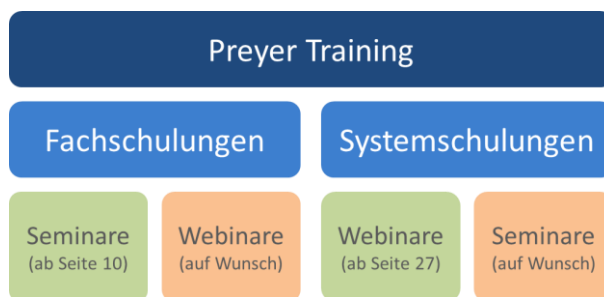 Preyer Training
Fachschulungen
Systemschulungen
Seminare
(ab Seite 10)
Webinare
(auf Wunsch)
Webinare
(ab Seite 27)
Seminare
(auf Wunsch)